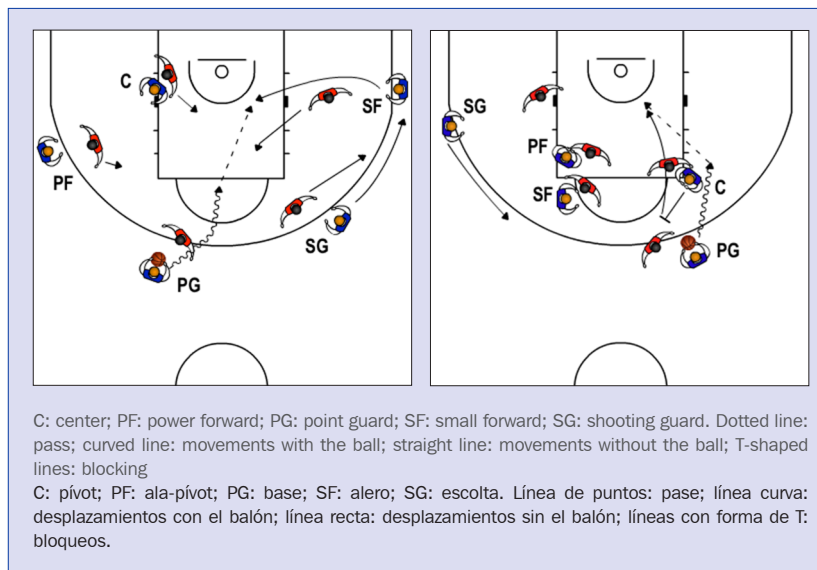 C
SF
PF
SG
PG
SG
PF
SF
C
PG
C: center; PF: power forward; PG: point guard; SF: small forward; SG: shooting guard. Dotted line:
pass; curved line: movements with the ball; straight line: movements without the ball; T-shaped
lines: blocking
C: pívot; PF: ala-pívot; PG: base; SF: alero; SG: escolta. Línea de puntos: pase; línea curva:
desplazamientos con el balón; línea recta: desplazamientos sin el balón; líneas con forma de T:
bloqueos.